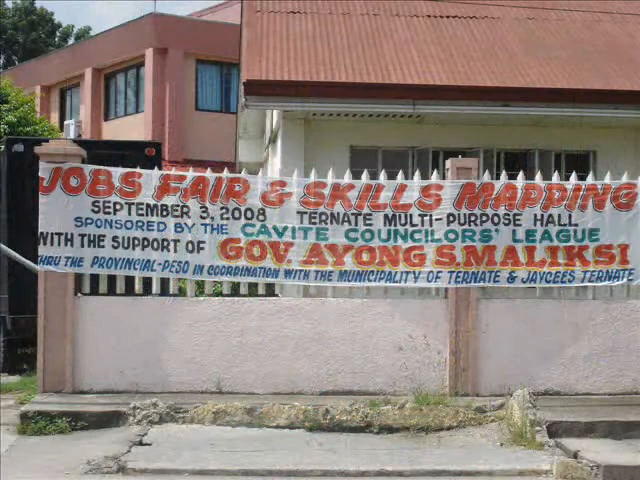 JOBS FAIR & SKILLS MAPPING
SEPTEMBER 3, 2008 TERNATE MULTI-PURPOSE HALL
SPONSORED BY THE CAVITE COUNCILORS' LEAGUE
WITH THE SUPPORT OF GOV. AYONG S. MALIKSI
THRU THE PROVINCIAL-PESO IN COORDINATION WITH THE MUNICIPALITY OF TERNATE & JAYCEES TERNATE